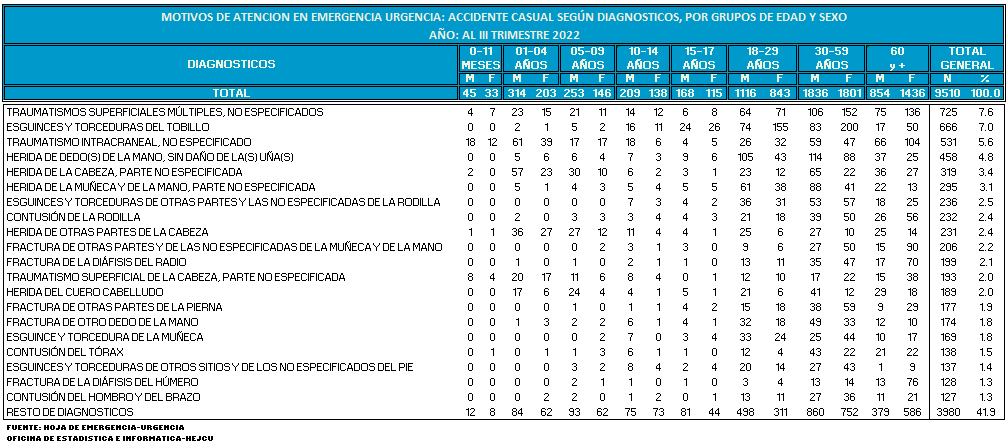 MOTIVOS DE ATENCION EN EMERGENCIA URGENCIA: ACCIDENTE CASUAL SEGÚN DIAGNOSTICOS, POR GRUPOS DE EDAD Y SEXO
AÑO: AL III TRIMESTRE 2022
DIAGNOSTICOS 0-11 MESES 01-04 AÑOS 05-09 AÑOS 10-14 AÑOS 15-17 AÑOS 18-29 AÑOS 30-59 AÑOS 60 y + TOTAL GENERAL
M F M F M F M F M F M F M F M F N %
TOTAL 45 33 314 203 253 146 209 138 168 115 1116 843 1836 1801 854 1436 9510 100.0
TRAUMATISMOS SUPERFICIALES MÚLTIPLES, NO ESPECIFICADOS 4 7 23 15 21 11 14 12 6 8 64 71 106 152 75 136 725 7.6
ESGUINCES Y TORCEDURAS DEL TOBILLO 0 0 2 1 5 2 16 11 24 26 74 155 83 200 17 50 666 7.0
TRAUMATISMO INTRACRANEAL, NO ESPECIFICADO 18 12 61 39 17 17 18 6 4 5 26 32 59 47 66 104 531 5.6
HERIDA DE DEDO(S) DE LA MANO, SIN DAÑO DE LA(S) UÑA(S) 0 0 5 6 6 4 7 3 9 6 105 43 114 88 37 25 458 4.8
HERIDA DE LA CABEZA, PARTE NO ESPECIFICADA 2 0 57 23 30 10 6 2 3 1 23 12 65 22 36 27 319 3.4
HERIDA DE LA MUÑECA Y DE LA MANO, PARTE NO ESPECIFICADA 0 0 5 1 4 3 5 4 5 5 61 38 88 41 22 13 295 3.1
ESGUINCES Y TORCEDURAS DE OTRAS PARTES Y LAS NO ESPECIFICADAS DE LA RODILLA 0 0 0 0 0 0 7 3 4 2 36 31 53 57 18 25 236 2.5
CONTUSIÓN DE LA RODILLA 0 0 2 0 3 3 3 4 4 3 21 18 39 50 26 56 232 2.4
HERIDA DE OTRAS PARTES DE LA CABEZA 1 1 36 27 27 12 11 4 4 1 25 6 27 10 25 14 231 2.4
FRACTURA DE OTRAS PARTES Y DE LAS NO ESPECIFICADAS DE LA MUÑECA Y DE LA MANO 0 0 0 0 0 2 3 1 3 0 9 6 27 50 15 90 206 2.2
FRACTURA DE LA DIÁFISIS DEL RADIO 0 0 0 1 0 1 2 1 1 0 13 11 35 47 17 70 199 2.1
TRAUMATISMO SUPERFICIAL DE LA CABEZA, PARTE NO ESPECIFICADA 8 4 20 17 11 6 8 4 0 1 12 10 17 22 15 38 193 2.0
HERIDA DEL CUERO CABELLUDO 0 0 17 6 24 4 4 1 5 1 21 6 41 12 29 18 189 2.0
FRACTURA DE OTRAS PARTES DE LA PIERNA 0 0 0 0 0 1 1 1 4 2 15 18 38 59 9 29 177 1.9
FRACTURA DE OTRO DEDO DE LA MANO 0 0 1 3 2 2 6 1 4 1 32 18 49 33 12 10 174 1.8
ESGUINCE Y TORCEDURA DE LA MUÑECA 0 0 0 0 0 2 7 0 3 4 33 24 25 44 10 17 169 1.8
CONTUSIÓN DEL TÓRAX 0 1 0 1 1 3 6 1 1 0 12 4 43 22 21 22 138 1.5
ESGUINCES Y TORCEDURAS DE OTROS SITIOS Y DE LOS NO ESPECIFICADOS DEL PIE 0 0 0 0 3 2 8 4 2 4 20 14 27 43 1 9 137 1.4
FRACTURA DE LA DIÁFISIS DEL HÚMERO 0 0 0 0 2 1 1 0 1 0 3 4 13 14 13 76 128 1.3
CONTUSIÓN DEL HOMBRO Y DEL BRAZO 0 0 0 2 2 0 1 2 1 0 13 11 27 36 11 21 127 1.3
RESTO DE DIAGNOSTICOS 12 8 84 62 93 62 75 73 81 44 498 311 860 752 379 586 3980 41.9
FUENTE: HOJA DE EMERGENCIA-URGENCIA
OFICINA DE ESTADISTICA E INFORMATICA-HEJCU